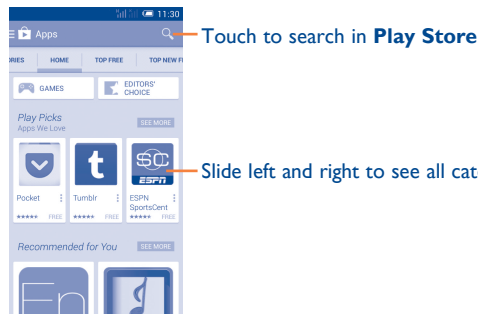 11:30
Apps
Touch to search in Play Store
HOME
TOP FREE
TOP NEW
GAMES
EDITORS'
CHOICE
Play Picks
SEE MORE
Apps We Love
t
SC
ESPN
Slide left and right to see all cat
Pocket
Tumblr
ESPN
SportsCent
FREE
FREE
FREE
Recommended for You
SEE MORE
En